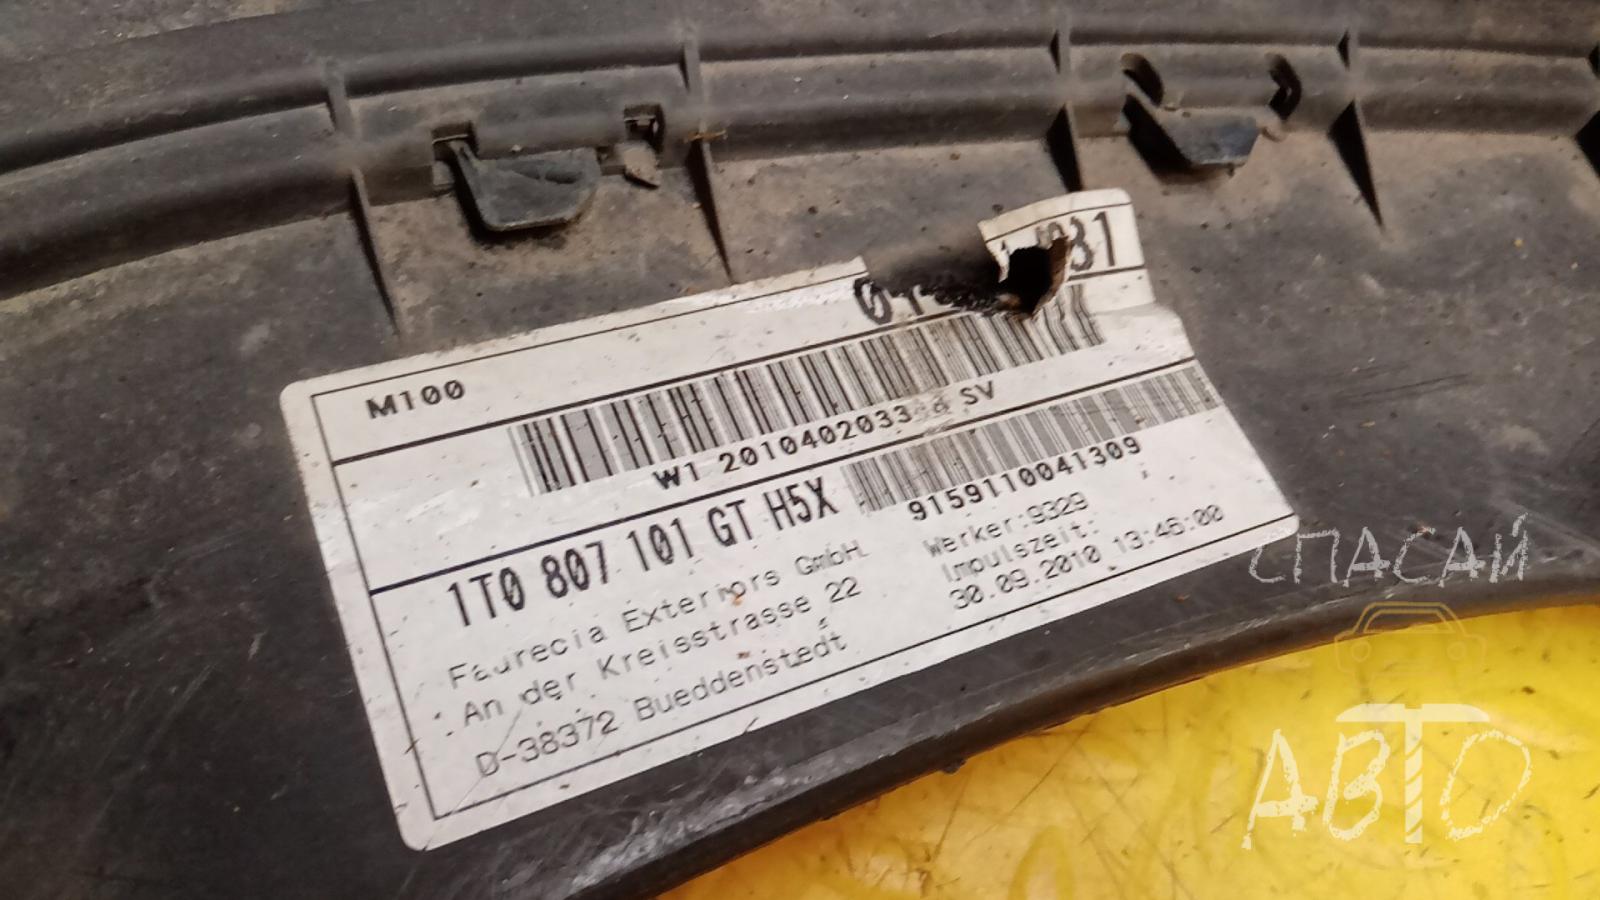 M100
W1 SV
1T0 807 101 GT H5X
9159110041309
Faurecia Exteriors GmbH.
An der Kreisstrasse 22
D-38372 Bueddenstedt
Werker:9329
Impulszeit:
30.09.2010 13:46:00
СПАСАЙ
АВТО